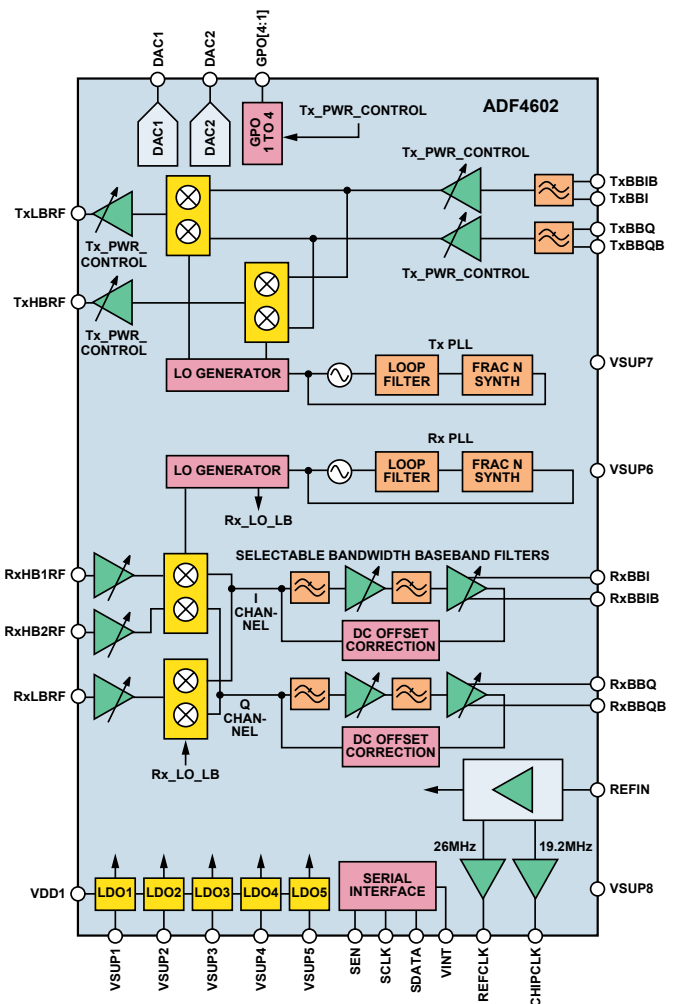 DAC1
DAC2
GPO[4:1]
ADF4602
DAC1
DAC2
GPO
1 TO 4
Tx_PWR_CONTROL
Tx_PWR_CONTROL
TxBBIB
TxBBI
TxLBRF
Tx_PWR_
CONTROL
TxBBQ
TxBBQB
Tx_PWR_CONTROL
TxHBRF
Tx_PWR_
CONTROL
Tx PLL
LO GENERATOR
LOOP
FILTER
FRAC N
SYNTH
VSUP7
Rx PLL
LO GENERATOR
LOOP
FILTER
FRAC N
SYNTH
VSUP6
Rx_LO_LB
SELECTABLE BANDWIDTH BASEBAND FILTERS
RxHB1RF
RxBBI
RxBBIB
I
CHAN-
NEL
RxHB2RF
DC OFFSET
CORRECTION
RxLBRF
RxBBQ
RxBBQB
Q
CHAN-
NEL
DC OFFSET
CORRECTION
Rx_LO_LB
REFIN
26MHz
19.2MHz
VDD1
LDO1
LDO2
LDO3
LDO4
LDO5
SERIAL
INTERFACE
VSUP8
VSUP1
VSUP2
VSUP3
VSUP4
VSUP5
SEN
SCLK
SDATA
VINT
REFCLK
CHIPCLK